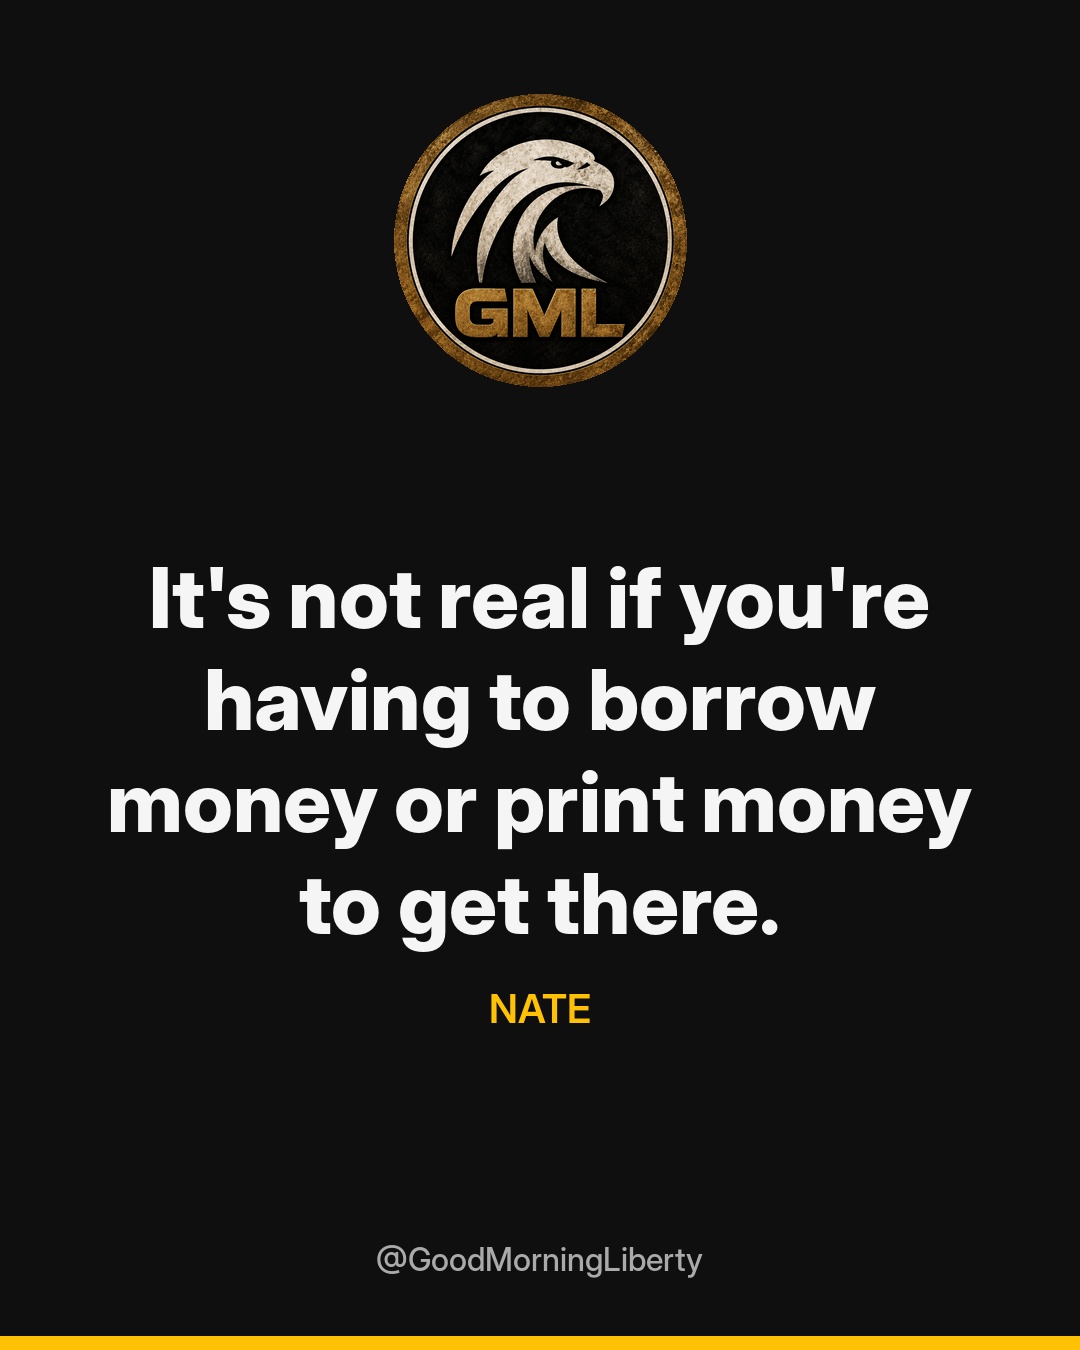 GML
It's not real if you're
having to borrow
money or print money
to get there.
NATE
@GoodMorningLiberty